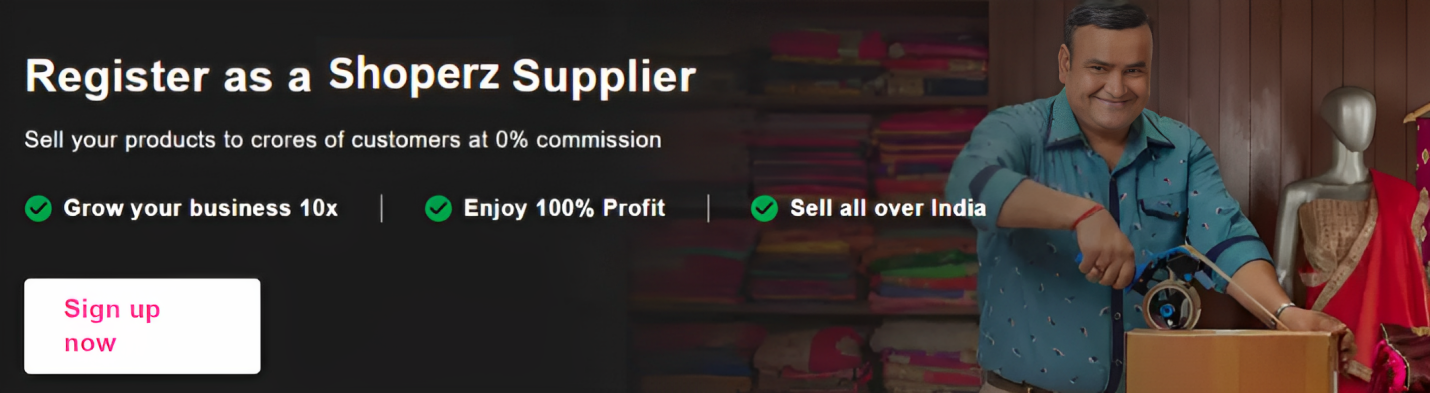 Register as a Shoperz Supplier
Sell your products to crores of customers at 0% commission
Grow your business 10x | Enjoy 100% Profit | Sell all over India
Sign up
now